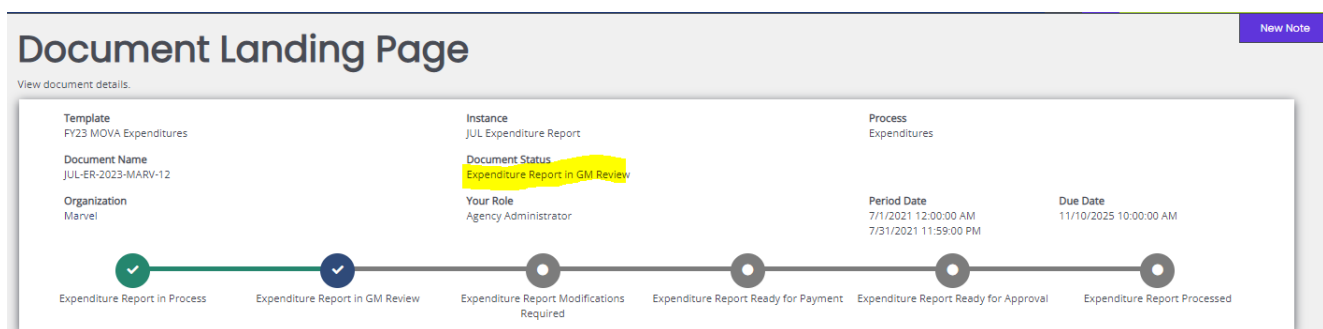 New Note
Document Landing Page
View document details.
Template
FY23 MOVA Expenditures
Instance
JUL Expenditure Report
Process
Expenditures
Document Name
JUL-ER-2023-MARV-12
Document Status
Expenditure Report in GM Review
Organization
Marvel
Your Role
Agency Administrator
Period Date
7/1/2021 12:00:00 AM
7/31/2021 11:59:00 PM
Due Date
11/10/2025 10:00:00 AM
Expenditure Report in Process
Expenditure Report in GM Review
Expenditure Report Modifications
Required
Expenditure Report Ready for Payment
Expenditure Report Ready for Approval
Expenditure Report Processed